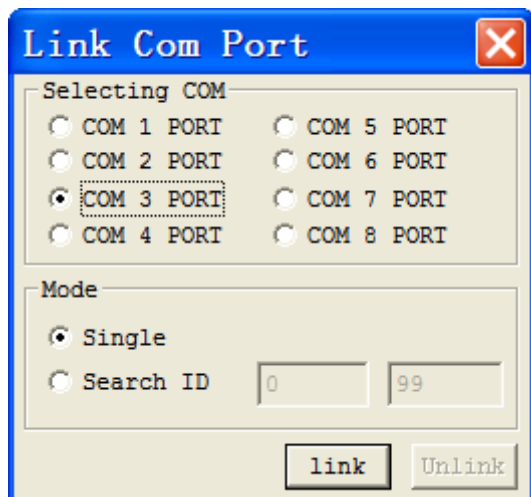 Link Com Port
Selecting COM
COM 1 PORT COM 5 PORT
COM 2 PORT COM 6 PORT
COM 3 PORT COM 7 PORT
COM 4 PORT COM 8 PORT
Mode
Single
Search ID 0 99
link Unlink